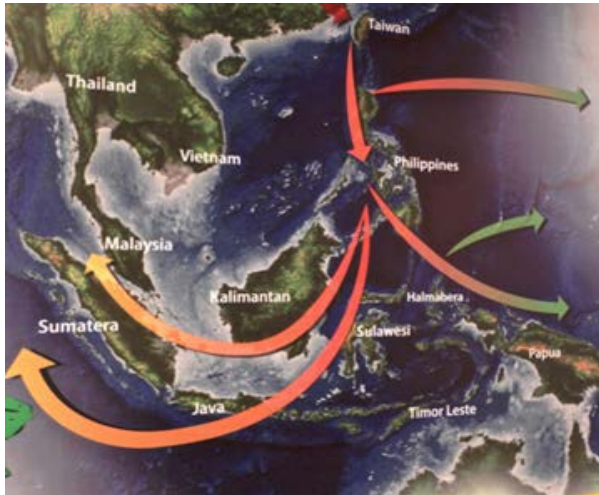 Taiwan
Thailand
Vietnam
Philippines
Malaysia
Kalimantan
Halmahera
Sumatera
Sulawesi
Papua
Java
Timor Leste